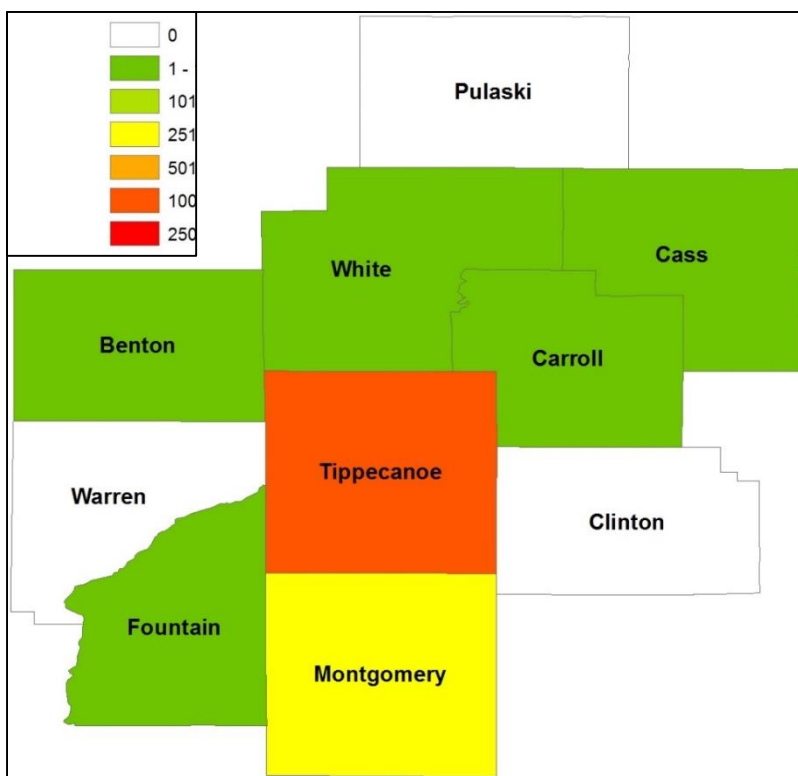 0
1 -
101
251
501
100
250
Pulaski
White
Cass
Benton
Carroll
Tippecanoe
Warren
Clinton
Fountain
Montgomery